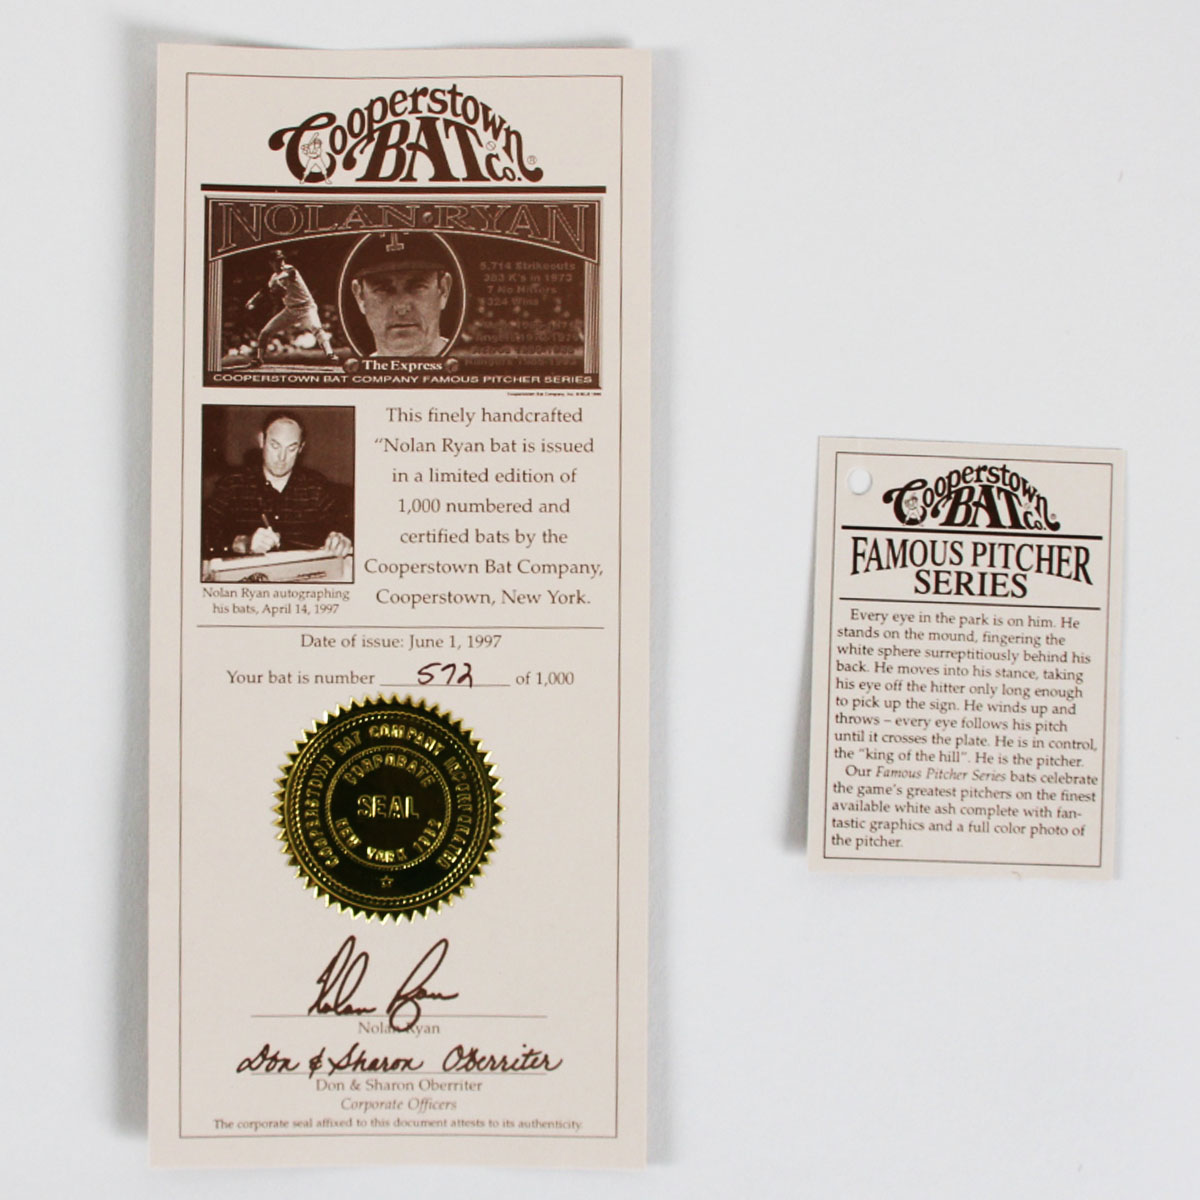 Cooperstown
BAT Co.®
NOLAN·RYAN
5,714 Strikeouts
383 K's in 1973
7 No Hitters
324 Wins
T
The Express
COOPERSTOWN BAT COMPANY FAMOUS PITCHER SERIES
This finely handcrafted
“Nolan Ryan bat is issued
in a limited edition of
1,000 numbered and
certified bats by the
Cooperstown Bat Company,
Cooperstown, New York.
Nolan Ryan autographing
his bats, April 14, 1997
Date of issue: June 1, 1997
Your bat is number 572 of 1,000
COOPERSTOWN BAT COMPANY INCORPORATED
CORPORATE
SEAL
NEW YORK
Nolan Ryan
Nolan Ryan
Don & Sharon Oberriter
Don & Sharon Oberriter
Corporate Officers
The corporate seal affixed to this document attests to its authenticity.
Cooperstown
BAT Co.®
FAMOUS PITCHER
SERIES
Every eye in the park is on him. He
stands on the mound, fingering the
white sphere surreptitiously behind his
back. He moves into his stance, taking
his eye off the hitter only long enough
to pick up the sign. He winds up and
throws – every eye follows his pitch
until it crosses the plate. He is in control,
the “king of the hill”. He is the pitcher.
Our Famous Pitcher Series bats celebrate
the game's greatest pitchers on the finest
available white ash complete with fan-
tastic graphics and a full color photo of
the pitcher.